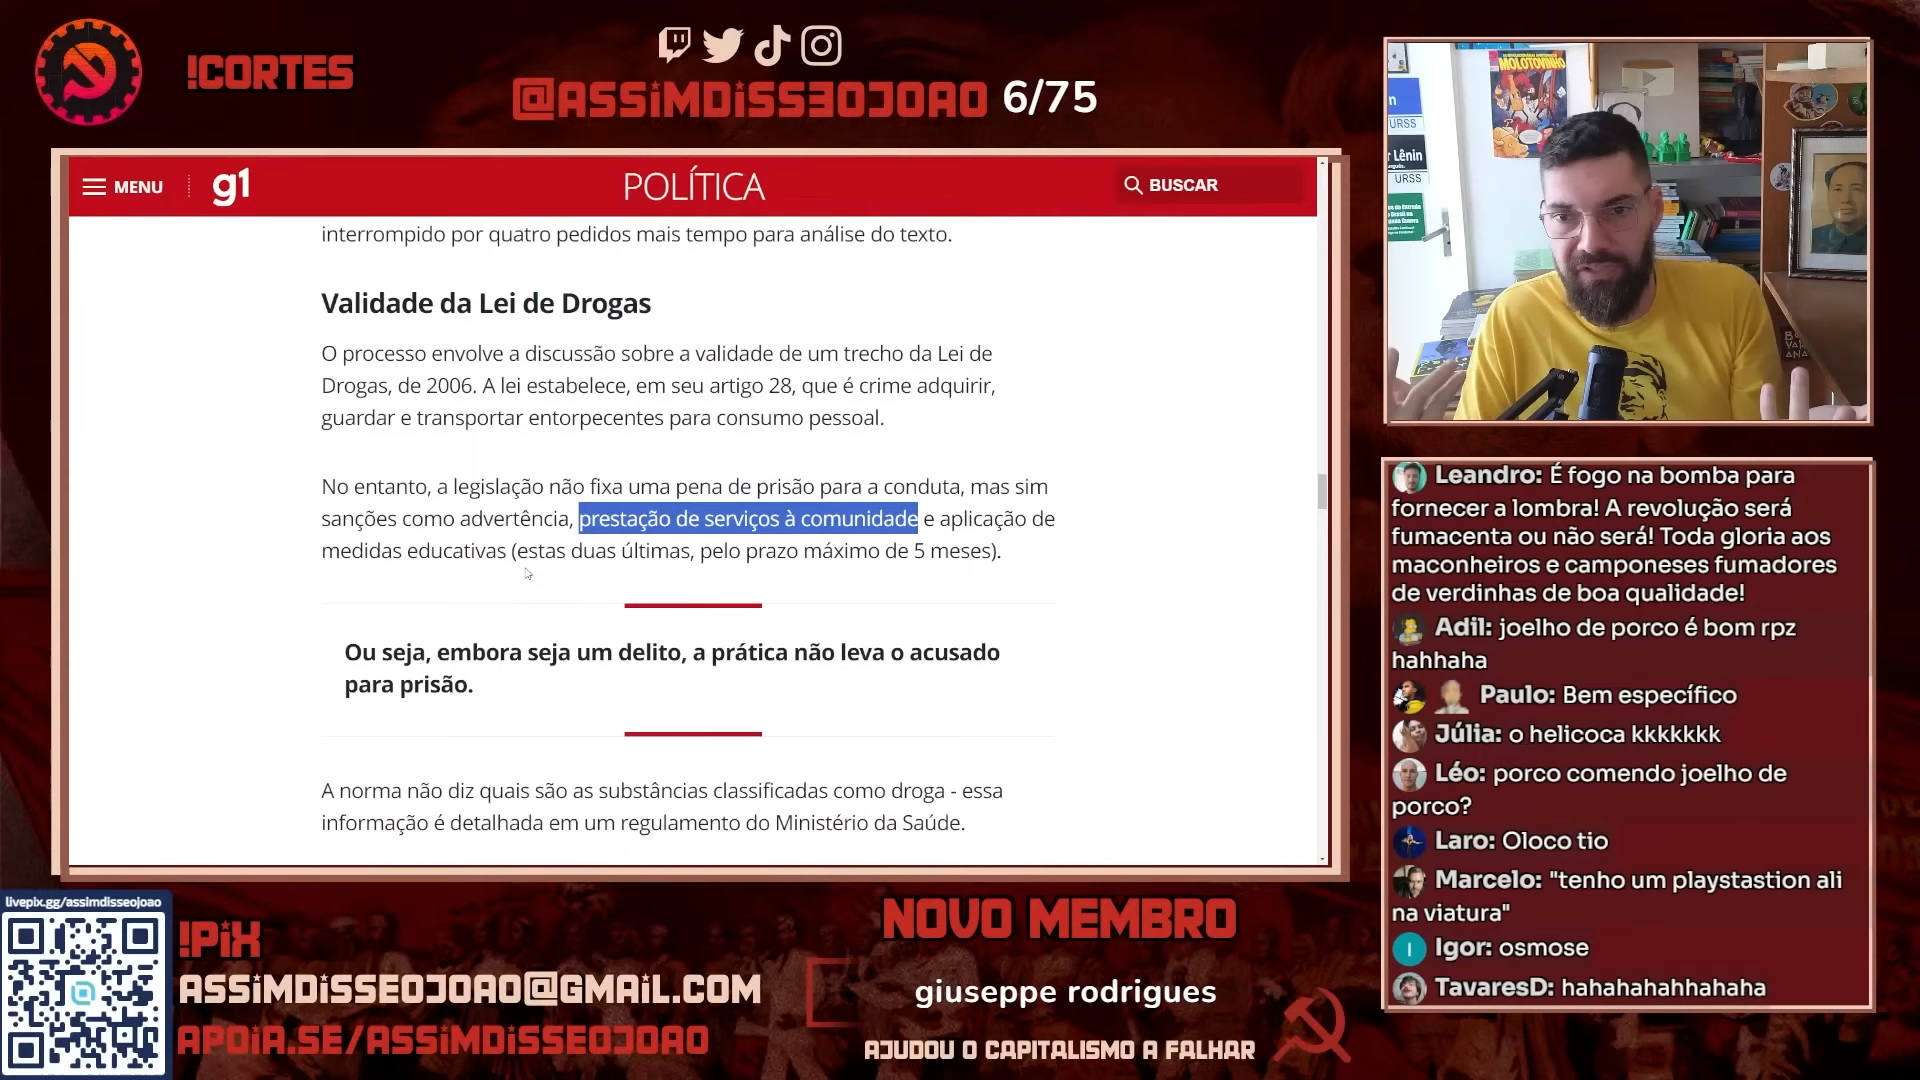 !CORTES
@ASSIMDISSEOJOAO 6/75
MENU
g1
POLÍTICA
BUSCAR
interrompido por quatro pedidos mais tempo para análise do texto.
Validade da Lei de Drogas
O processo envolve a discussão sobre a validade de um trecho da Lei de
Drogas, de 2006. A lei estabelece, em seu artigo 28, que é crime adquirir,
guardar e transportar entorpecentes para consumo pessoal.
No entanto, a legislação não fixa uma pena de prisão para a conduta, mas sim
sanções como advertência, prestação de serviços à comunidade e aplicação de
medidas educativas (estas duas últimas, pelo prazo máximo de 5 meses).
Ou seja, embora seja um delito, a prática não leva o acusado
para prisão.
A norma não diz quais são as substâncias classificadas como droga - essa
informação é detalhada em um regulamento do Ministério da Saúde.
MOLOTOVINHO
URSS
Lênin
URSS
Leandro: É fogo na bomba para
fornecer a lombra! A revolução será
fumacenta ou não será! Toda gloria aos
maconheiros e camponeses fumadores
de verdinhas de boa qualidade!
Adil: joelho de porco é bom rpz
hahhaha
Paulo: Bem específico
Júlia: o helicoca kkkkkkk
Léo: porco comendo joelho de
porco?
Laro: Oloco tio
Marcelo: "tenho um playstastion ali
na viatura"
I
Igor: osmose
TavaresD: hahahahahhahaha
livepix.gg/assimdisseojoao
!PIX
ASSIMDISSEOJOAO@GMAIL.COM
APOIA.SE/ASSIMDISSEOJOAO
NOVO MEMBRO
giuseppe rodrigues
AJUDOU O CAPITALISMO A FALHAR